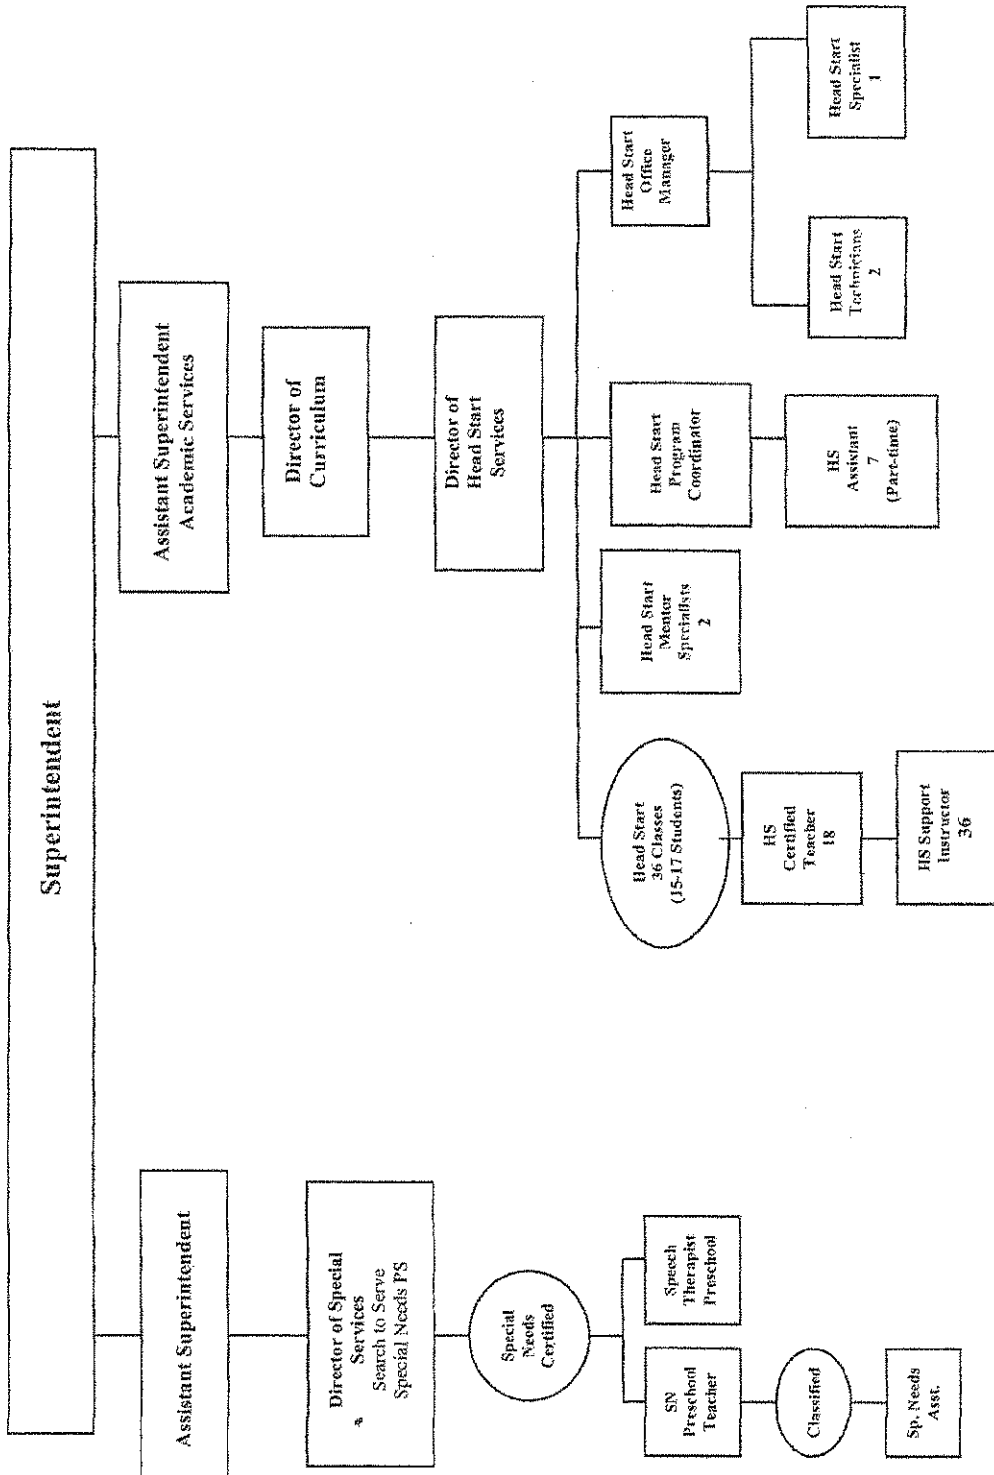 Superintendent
Assistant Superintendent
Assistant Superintendent
Academic Services
Director of Special
Services
Search to Serve
Special Needs PS
Director of
Curriculum
Director of
Head Start
Services
Special
Needs
Certified
SN
Preschool
Teacher
Speech
Therapist
Preschool
Classified
Sp. Needs
Asst.
Head Start
36 Classes
(15-17 Students)
HS
Certified
Teacher
18
HS Support
Instructor
36
Head Start
Mentor
Specialists
2
Head Start
Program
Coordinator
HS
Assistant
7
(Part-time)
Head Start
Office
Manager
Head Start
Technicians
2
Head Start
Specialist
1